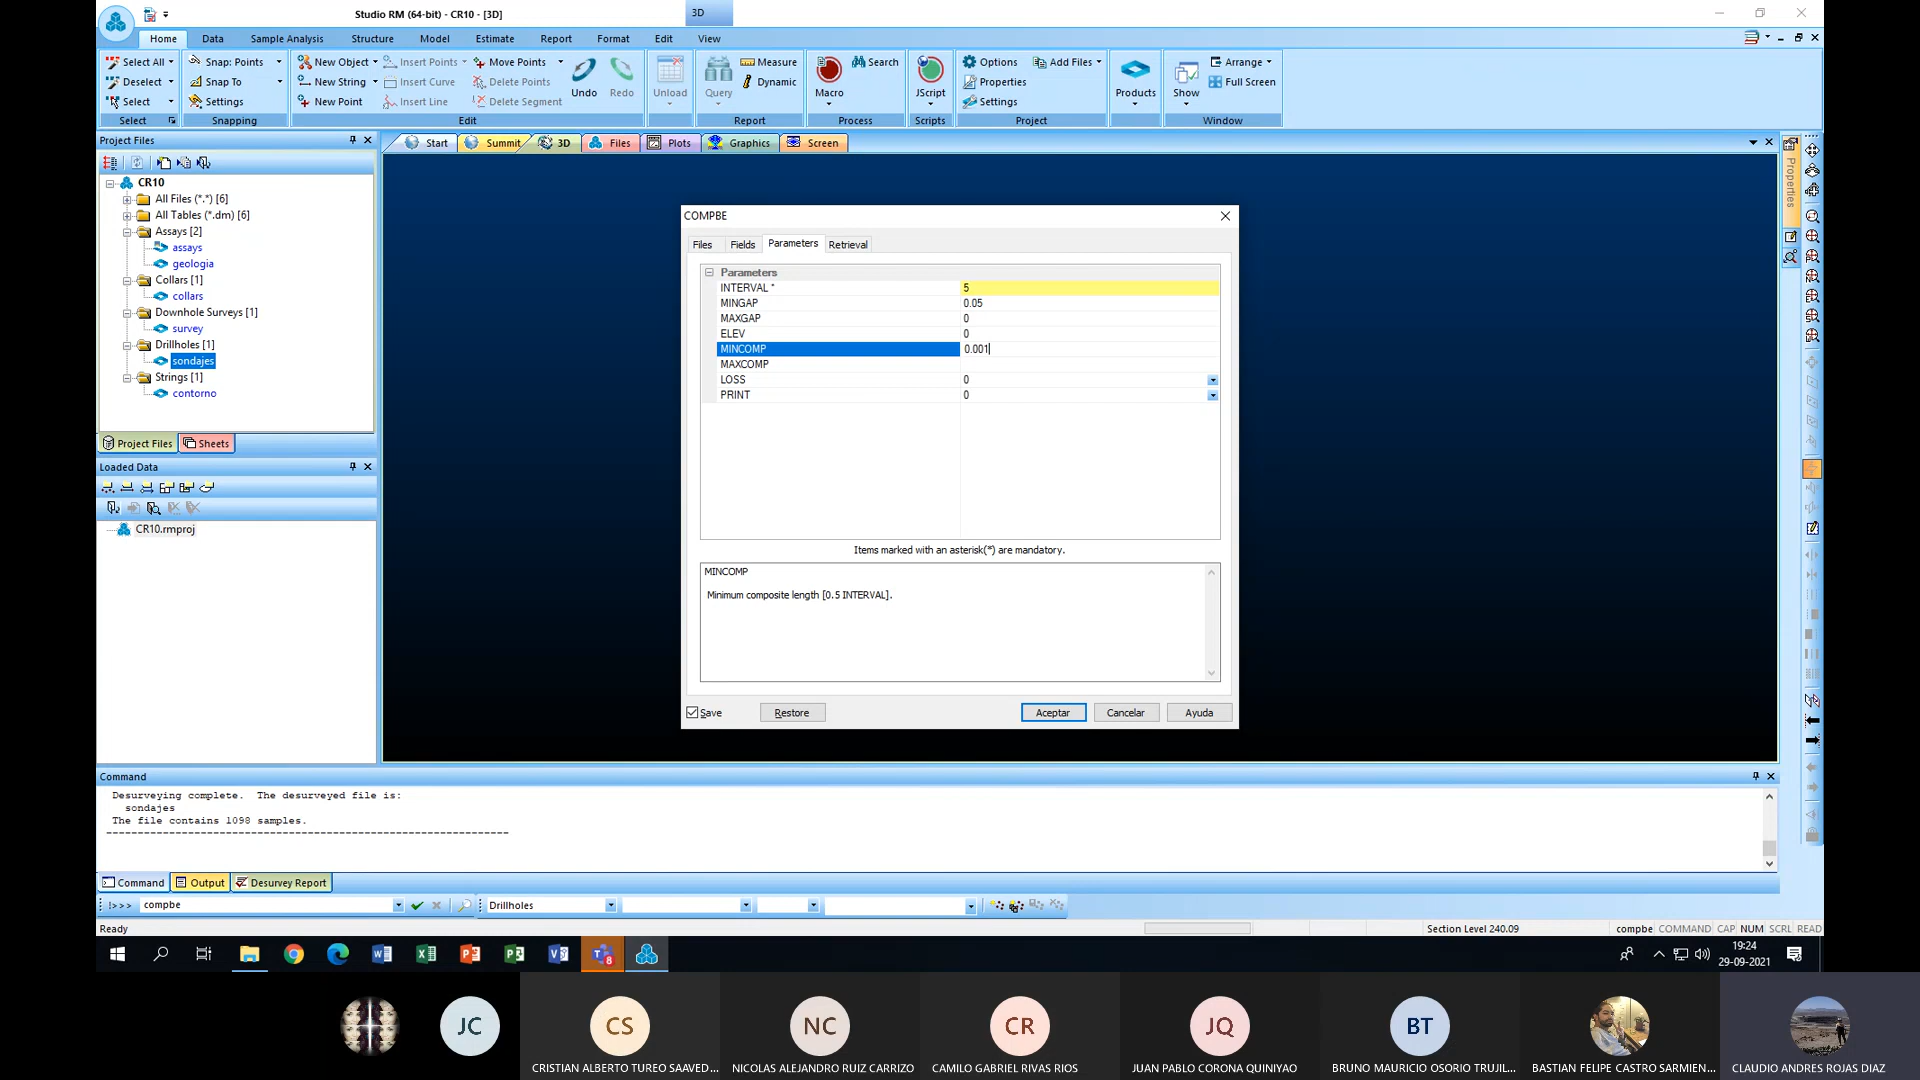 Studio RM (64-bit) - CR10 - [3D]
3D
Home
Data
Sample Analysis
Structure
Model
Estimate
Report
Format
Edit
View
Select All
Deselect
Select
Select
Snap: Points
Snap To
Settings
Snapping
New Object
New String
New Point
Insert Points
Insert Curve
Insert Line
Move Points
Delete Points
Delete Segment
Undo
Redo
Edit
Unload
Query
Measure
Dynamic
Report
Macro
Search
Process
JScript
Scripts
Options
Properties
Settings
Add Files
Project
Products
Show
Arrange
Full Screen
Window
Project Files
CR10
All Files (*.*) [6]
All Tables (*.dm) [6]
Assays [2]
assays
geologia
Collars [1]
collars
Downhole Surveys [1]
survey
Drillholes [1]
sondajes
Strings [1]
contorno
Project Files
Sheets
Loaded Data
CR10.rmproj
Start
Summit
3D
Files
Plots
Graphics
Screen
Properties
COMPBE
Files
Fields
Parameters
Retrieval
Parameters
INTERVAL * 5
MINGAP 0.05
MAXGAP 0
ELEV 0
MINCOMP 0.001
MAXCOMP
LOSS 0
PRINT 0
Items marked with an asterisk(*) are mandatory.
MINCOMP
Minimum composite length [0.5 INTERVAL].
Save
Restore
Aceptar
Cancelar
Ayuda
Command
Desurveying complete. The desurveyed file is:
sondajes
The file contains 1098 samples.
----------------------------------------------------------------
Command
Output
Desurvey Report
!>>> compbe
Drillholes
Ready
Section Level 240.09
compbe COMMAND CAP NUM SCRL READ
19:24
29-09-2021
JC
CS
CRISTIAN ALBERTO TUREO SAAVED...
NC
NICOLAS ALEJANDRO RUIZ CARRIZO
CR
CAMILO GABRIEL RIVAS RIOS
JQ
JUAN PABLO CORONA QUINIYAO
BT
BRUNO MAURICIO OSORIO TRUJIL...
BASTIAN FELIPE CASTRO SARMIEN...
CLAUDIO ANDRES ROJAS DIAZ